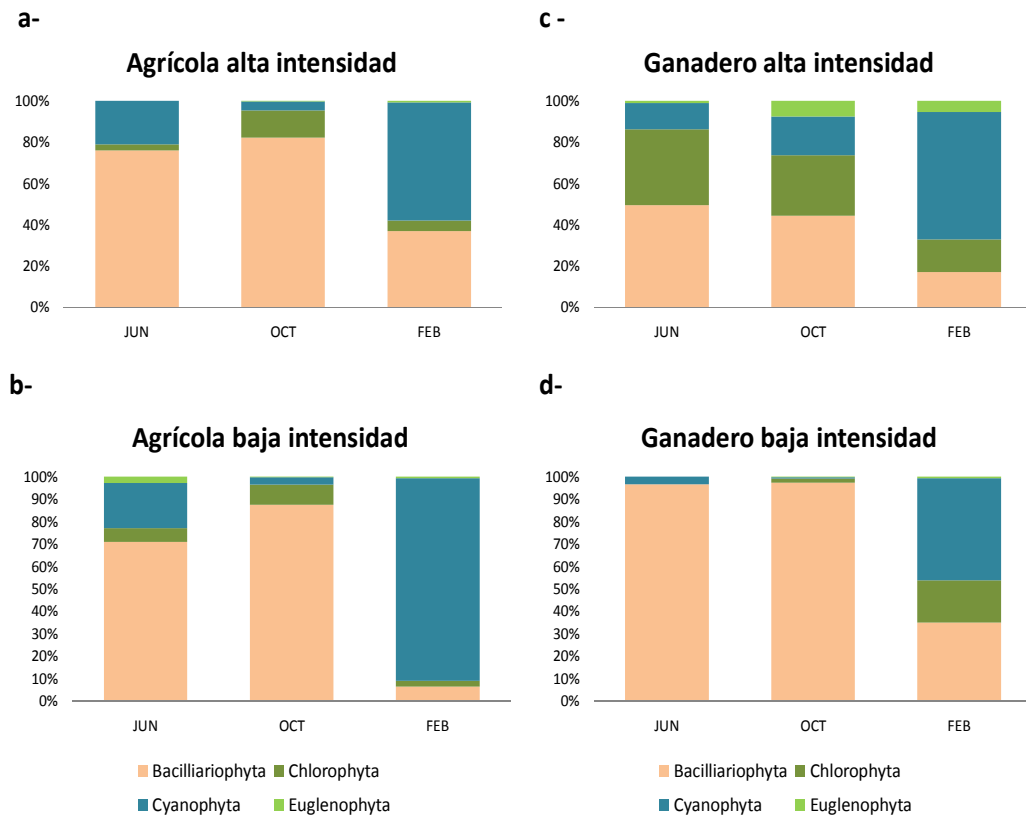 a-
Agrícola alta intensidad
100%
80%
60%
40%
20%
0%
JUN OCT FEB
c -
Ganadero alta intensidad
100%
80%
60%
40%
20%
0%
JUN OCT FEB
b-
Agrícola baja intensidad
100%
90%
80%
70%
60%
50%
40%
30%
20%
10%
0%
JUN OCT FEB
Bacilliariophyta Chlorophyta
Cyanophyta Euglenophyta
d-
Ganadero baja intensidad
100%
90%
80%
70%
60%
50%
40%
30%
20%
10%
0%
JUN OCT FEB
Bacilliariophyta Chlorophyta
Cyanophyta Euglenophyta